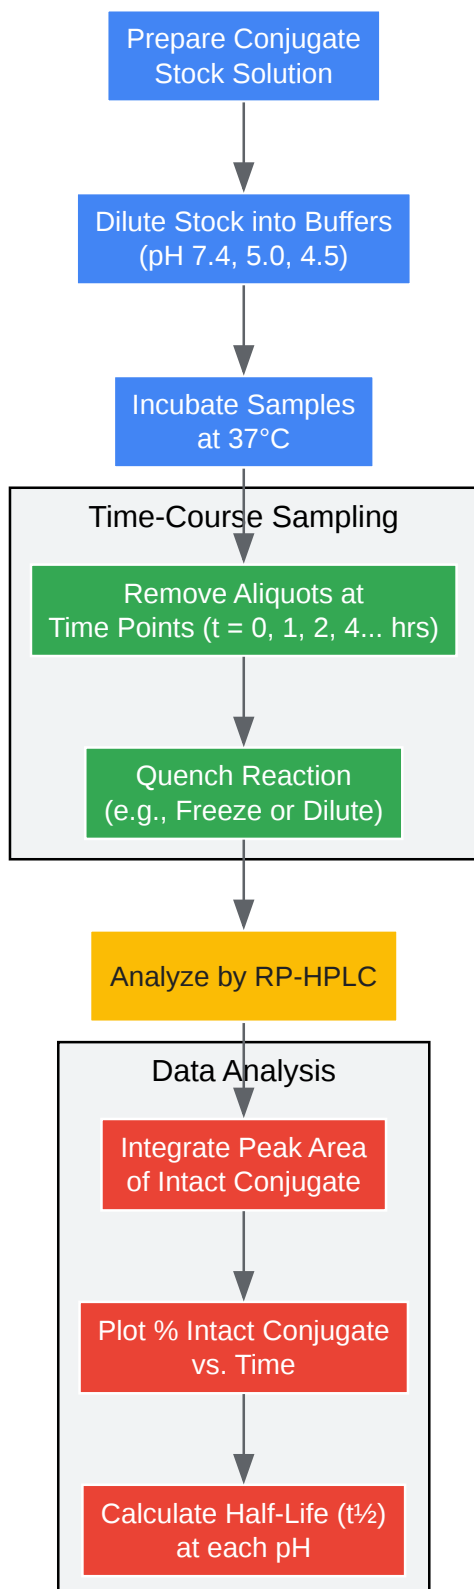 Prepare Conjugate
Stock Solution
Dilute Stock into Buffers
(pH 7.4, 5.0, 4.5)
Incubate Samples
at 37°C
Time-Course Sampling
Remove Aliquots at
Time Points (t = 0, 1, 2, 4... hrs)
Quench Reaction
(e.g., Freeze or Dilute)
Analyze by RP-HPLC
Data Analysis
Integrate Peak Area
of Intact Conjugate
Plot % Intact Conjugate
vs. Time
Calculate Half-Life (t½)
at each pH